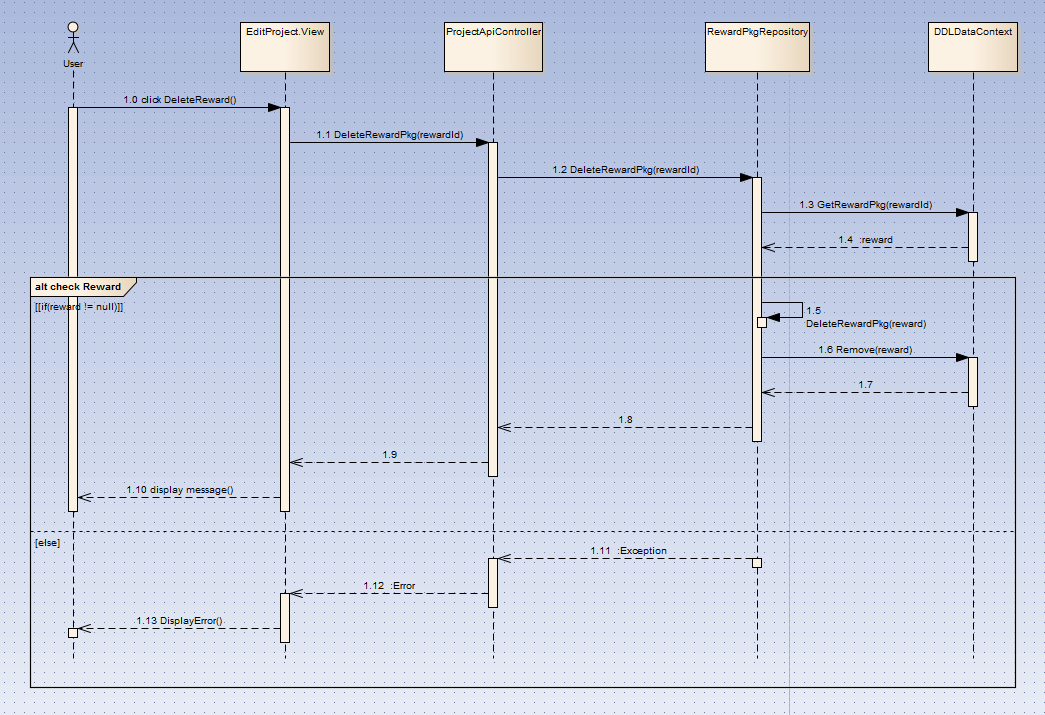 User
EditProject.View
ProjectApiController
RewardPkgRepository
DDLDataContext
1.0 click DeleteReward()
1.1 DeleteRewardPkg(rewardId)
1.2 DeleteRewardPkg(rewardId)
1.3 GetRewardPkg(rewardId)
1.4 :reward
alt check Reward
[[if(reward != null)]]
1.5
DeleteRewardPkg(reward)
1.6 Remove(reward)
1.7
1.8
1.9
1.10 display message()
[else]
1.11 :Exception
1.12 :Error
1.13 DisplayError()